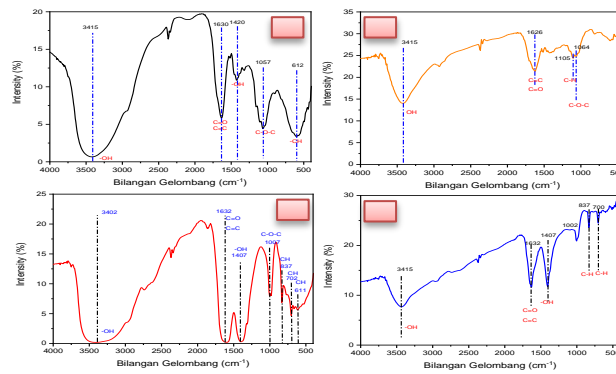 3415
1630
1420
1057
612
-OH
C=O
C=C
-OH
C-O-C
-OH
20
15
10
5
0
4000 3500 3000 2500 2000 1500 1000 500
Intensity (%)
Bilangan Gelombang (cm⁻¹)
3415
1626
1105
1064
-OH
C=C
C=O
C-N
C-O-C
35
30
25
20
15
10
5
0
4000 3500 3000 2500 2000 1500 1000 500
Intensity (%)
Bilangan Gelombang (cm⁻¹)
3402
1632
C=O
C=C
-OH
1407
C-O-C
1007
CH
837
CH
702
CH
611
-OH
25
20
15
10
5
0
4000 3500 3000 2500 2000 1500 1000 500
Intensity (%)
Bilangan Gelombang (cm⁻¹)
3415
1632
1407
1002
837
700
-OH
C=O
C=C
-OH
C-H
C-H
30
20
10
0
4000 3500 3000 2500 2000 1500 1000 500
Intensity (%)
Bilangan Gelombang (cm⁻¹)